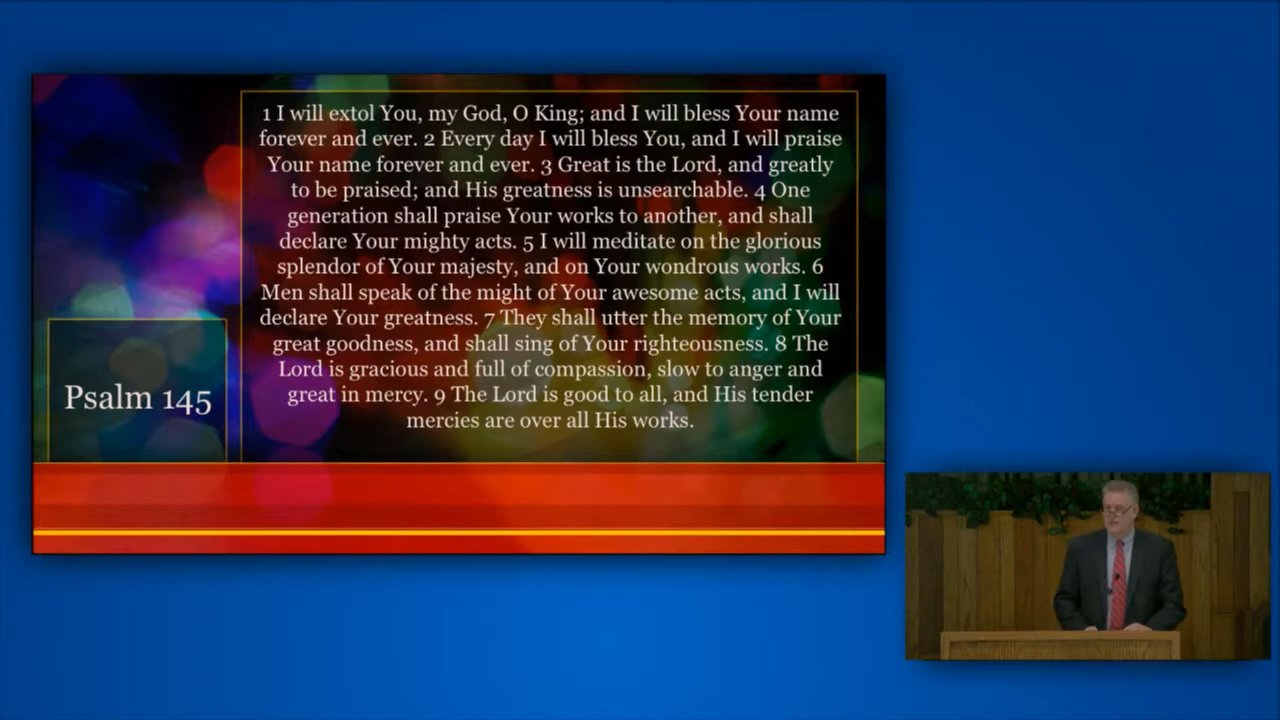 1 I will extol You, my God, O King; and I will bless Your name
forever and ever. 2 Every day I will bless You, and I will praise
Your name forever and ever. 3 Great is the Lord, and greatly
to be praised; and His greatness is unsearchable. 4 One
generation shall praise Your works to another, and shall
declare Your mighty acts. 5 I will meditate on the glorious
splendor of Your majesty, and on Your wondrous works. 6
Men shall speak of the might of Your awesome acts, and I will
declare Your greatness. 7 They shall utter the memory of Your
great goodness, and shall sing of Your righteousness. 8 The
Lord is gracious and full of compassion, slow to anger and
great in mercy. 9 The Lord is good to all, and His tender
mercies are over all His works.
Psalm 145